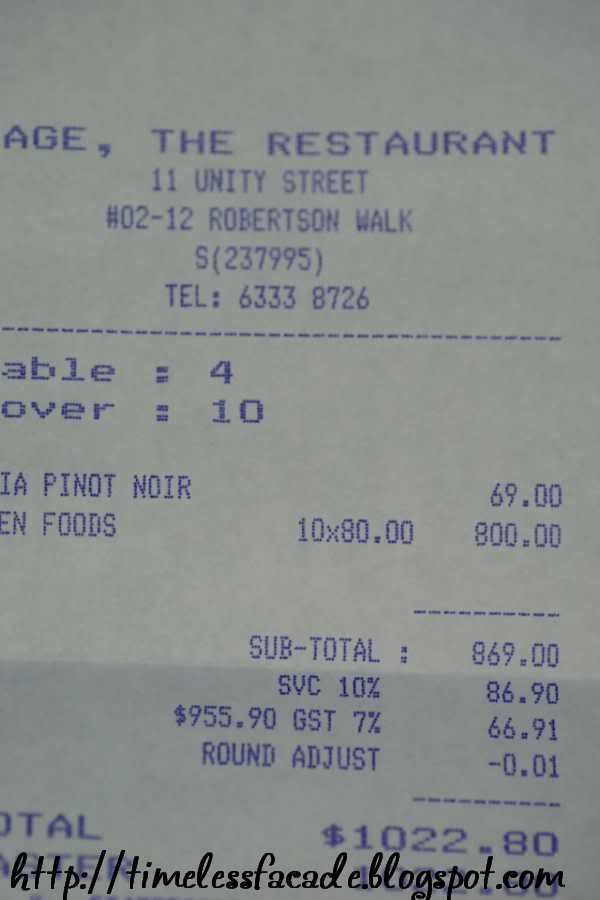 AGE, THE RESTAURANT
11 UNITY STREET
#02-12 ROBERTSON WALK
S(237995)
TEL: 6333 8726
able : 4
over : 10
IA PINOT NOIR 69.00
EN FOODS 10x80.00 800.00
SUB-TOTAL : 869.00
SVC 10% 86.90
$955.90 GST 7% 66.91
ROUND ADJUST -0.01
OTAL $1022.80
http://timelessfacade.blogspot.com